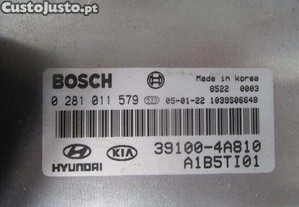 CustoJusto.pt
BOSCH
Made in korea
8522 0003
0 281 011 579 05-01-22 1039S06648
HYUNDAI KIA 39100-4A810
A1B5TI01